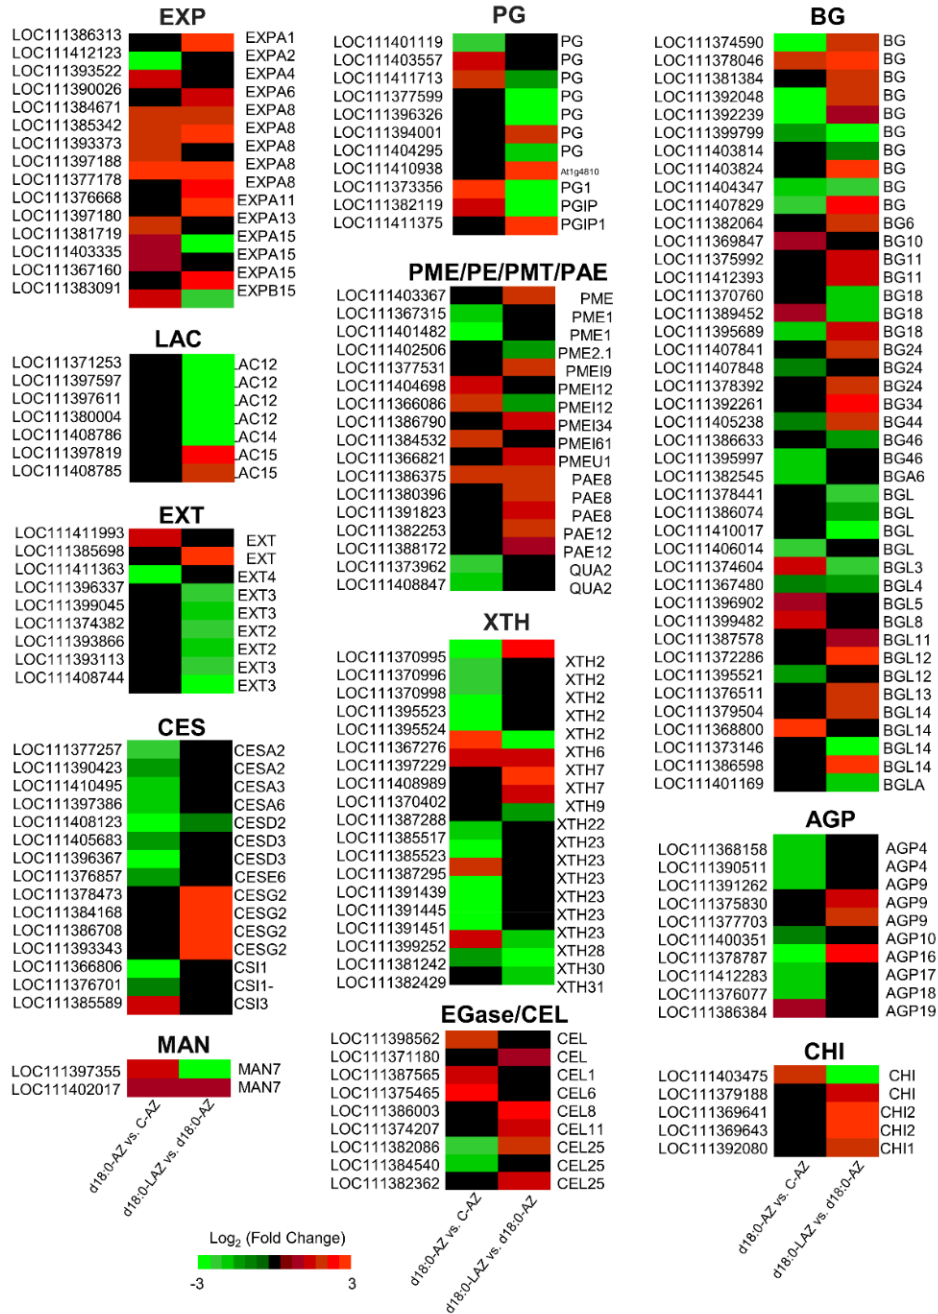 EXP
LOC111386313 EXPA1
LOC111412123 EXPA2
LOC111393522 EXPA4
LOC111390026 EXPA6
LOC111384671 EXPA8
LOC111385342 EXPA8
LOC111393373 EXPA8
LOC111397188 EXPA8
LOC111377178 EXPA8
LOC111376668 EXPA11
LOC111397180 EXPA13
LOC111381719 EXPA15
LOC111403335 EXPA15
LOC111367160 EXPA15
LOC111383091 EXPB15
LAC
LOC111371253 LAC12
LOC111397597 LAC12
LOC111397611 LAC12
LOC111380004 LAC12
LOC111408786 LAC14
LOC111397819 LAC15
LOC111408785 LAC15
EXT
LOC111411993 EXT
LOC111385698 EXT
LOC111411363 EXT4
LOC111396337 EXT3
LOC111399045 EXT3
LOC111374382 EXT2
LOC111393866 EXT2
LOC111393113 EXT3
LOC111408744 EXT3
CES
LOC111377257 CESA2
LOC111390423 CESA2
LOC111410495 CESA3
LOC111397386 CESA6
LOC111408123 CESD2
LOC111405683 CESD3
LOC111396367 CESD3
LOC111376857 CESE6
LOC111378473 CESG2
LOC111384168 CESG2
LOC111386708 CESG2
LOC111393343 CESG2
LOC111366806 CSI1
LOC111376701 CSI1-
LOC111385589 CSI3
MAN
LOC111397355 MAN7
LOC111402017 MAN7
d18:0-AZ vs. C-AZ
d18:0-LAZ vs. d18:0-AZ
PG
LOC111401119 PG
LOC111403557 PG
LOC111411713 PG
LOC111377599 PG
LOC111396326 PG
LOC111394001 PG
LOC111404295 PG
LOC111410938 At1g4810
LOC111373356 PG1
LOC111382119 PGIP
LOC111411375 PGIP1
PME/PE/PMT/PAE
LOC111403367 PME
LOC111367315 PME1
LOC111401482 PME1
LOC111402506 PME2.1
LOC111377531 PMEI9
LOC111404698 PMEI12
LOC111366086 PMEI12
LOC111386790 PMEI34
LOC111384532 PMEI61
LOC111366821 PMEU1
LOC111386375 PAE8
LOC111380396 PAE8
LOC111391823 PAE8
LOC111382253 PAE12
LOC111388172 PAE12
LOC111373962 QUA2
LOC111408847 QUA2
XTH
LOC111370995 XTH2
LOC111370996 XTH2
LOC111370998 XTH2
LOC111395523 XTH2
LOC111395524 XTH2
LOC111367276 XTH6
LOC111397229 XTH7
LOC111408989 XTH7
LOC111370402 XTH9
LOC111387288 XTH22
LOC111385517 XTH23
LOC111385523 XTH23
LOC111387295 XTH23
LOC111391439 XTH23
LOC111391445 XTH23
LOC111391451 XTH23
LOC111399252 XTH28
LOC111381242 XTH30
LOC111382429 XTH31
EGase/CEL
LOC111398562 CEL
LOC111371180 CEL
LOC111387565 CEL1
LOC111375465 CEL6
LOC111386003 CEL8
LOC111374207 CEL11
LOC111382086 CEL25
LOC111384540 CEL25
LOC111382362 CEL25
d18:0-AZ vs. C-AZ
d18:0-LAZ vs. d18:0-AZ
BG
LOC111374590 BG
LOC111378046 BG
LOC111381384 BG
LOC111392048 BG
LOC111392239 BG
LOC111399799 BG
LOC111403814 BG
LOC111403824 BG
LOC111404347 BG
LOC111407829 BG
LOC111382064 BG6
LOC111369847 BG10
LOC111375992 BG11
LOC111412393 BG11
LOC111370760 BG18
LOC111389452 BG18
LOC111395689 BG18
LOC111407841 BG24
LOC111407848 BG24
LOC111378392 BG24
LOC111392261 BG34
LOC111405238 BG44
LOC111386633 BG46
LOC111395997 BG46
LOC111382545 BGA6
LOC111378441 BGL
LOC111386074 BGL
LOC111410017 BGL
LOC111406014 BGL
LOC111374604 BGL3
LOC111367480 BGL4
LOC111396902 BGL5
LOC111399482 BGL8
LOC111387578 BGL11
LOC111372286 BGL12
LOC111395521 BGL12
LOC111376511 BGL13
LOC111379504 BGL14
LOC111368800 BGL14
LOC111373146 BGL14
LOC111386598 BGL14
LOC111401169 BGLA
AGP
LOC111368158 AGP4
LOC111390511 AGP4
LOC111391262 AGP9
LOC111375830 AGP9
LOC111377703 AGP9
LOC111400351 AGP10
LOC111378787 AGP16
LOC111412283 AGP17
LOC111376077 AGP18
LOC111386384 AGP19
CHI
LOC111403475 CHI
LOC111379188 CHI
LOC111369641 CHI2
LOC111369643 CHI2
LOC111392080 CHI1
d18:0-AZ vs. C-AZ
d18:0-LAZ vs. d18:0-AZ
Log2 (Fold Change)
-3 3